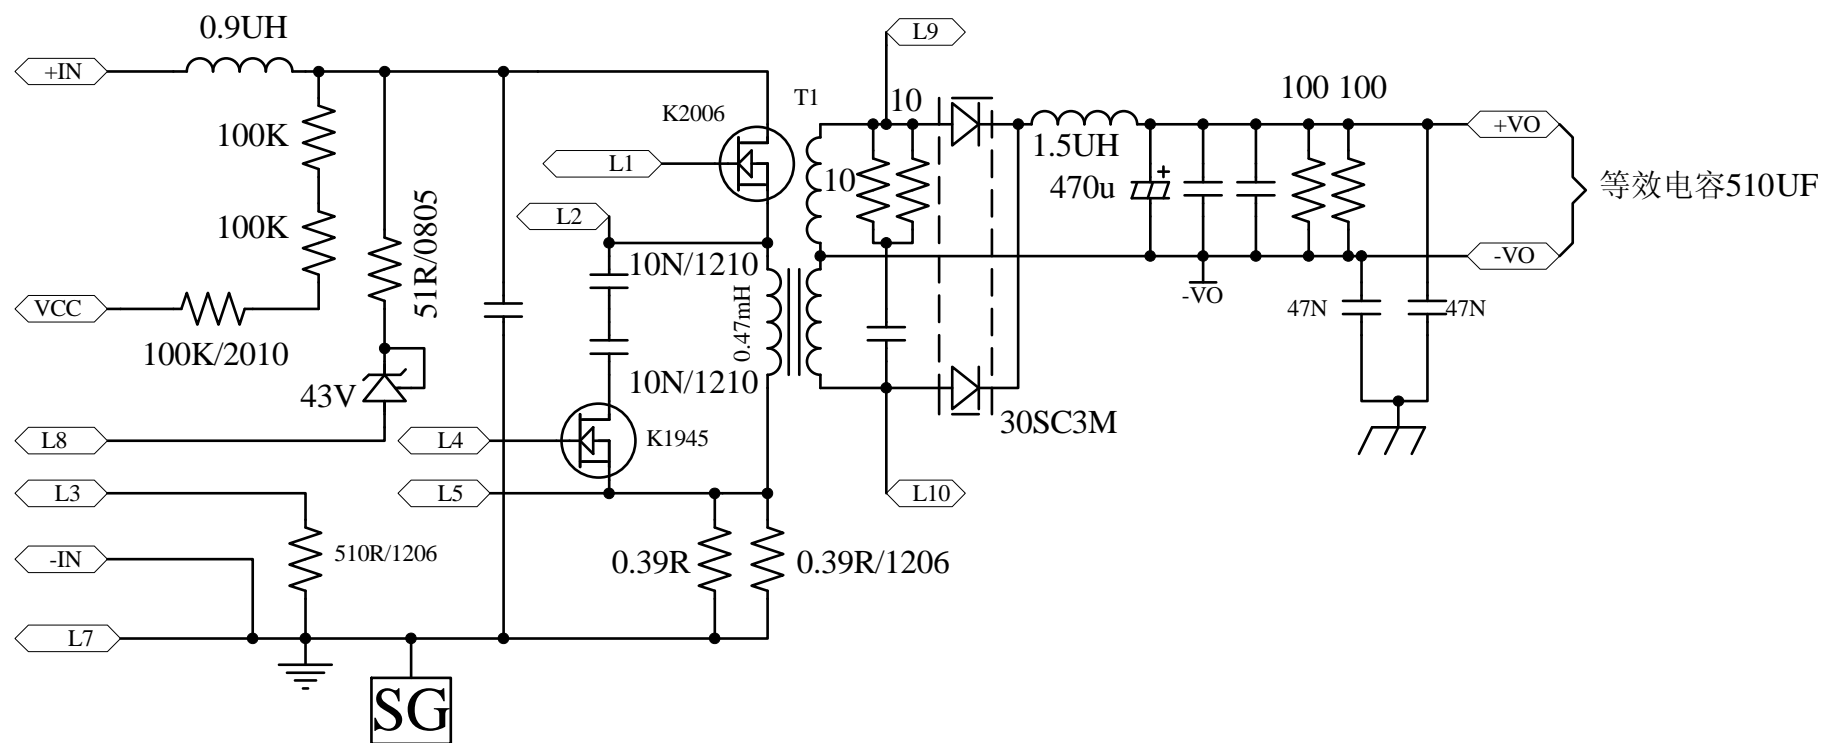 0.9UH
L9
+IN
T1
10
100 100
K2006
100K
L1
1.5UH
+VO
10
470u
等效电容510UF
L2
51R/0805
100K
10N/1210
-VO
-VO
VCC
0.47mH
47N
47N
100K/2010
10N/1210
43V
30SC3M
L8
L4
K1945
L3
L5
L10
510R/1206
-IN
0.39R
0.39R/1206
L7
SG